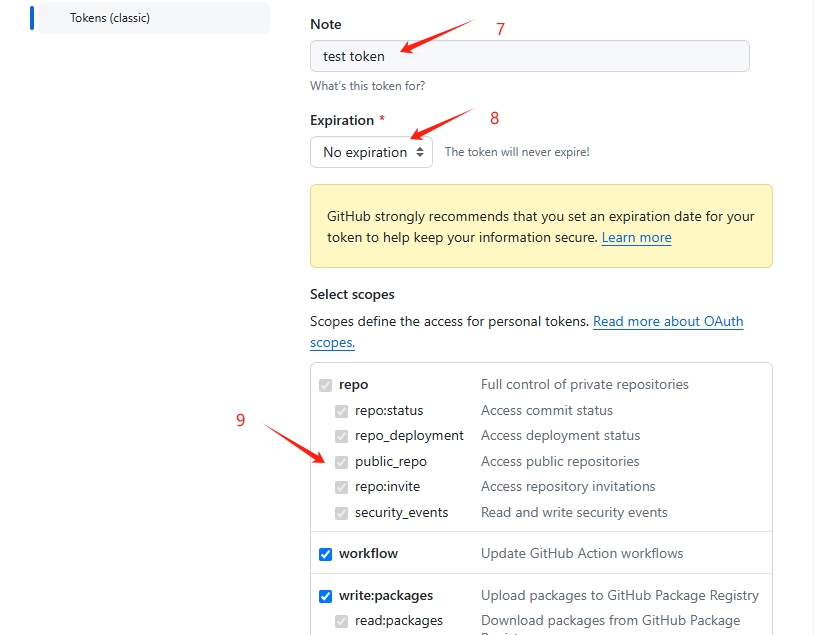 Tokens (classic)
Note
7
test token
What's this token for?
8
Expiration *
No expiration The token will never expire!
GitHub strongly recommends that you set an expiration date for your
token to help keep your information secure. Learn more
Select scopes
Scopes define the access for personal tokens. Read more about OAuth
scopes.
repo Full control of private repositories
repo:status Access commit status
9
repo_deployment Access deployment status
public_repo Access public repositories
repo:invite Access repository invitations
security_events Read and write security events
workflow Update GitHub Action workflows
write:packages Upload packages to GitHub Package Registry
read:packages Download packages from GitHub Package